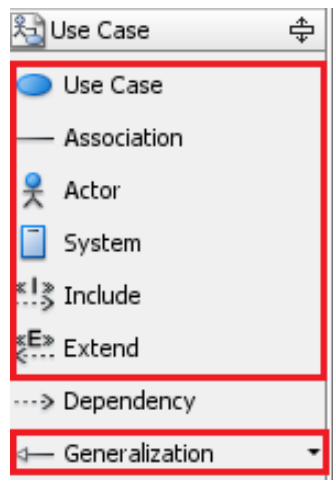 Use Case
Use Case
Association
Actor
System
«I» Include
«E» Extend
Dependency
Generalization